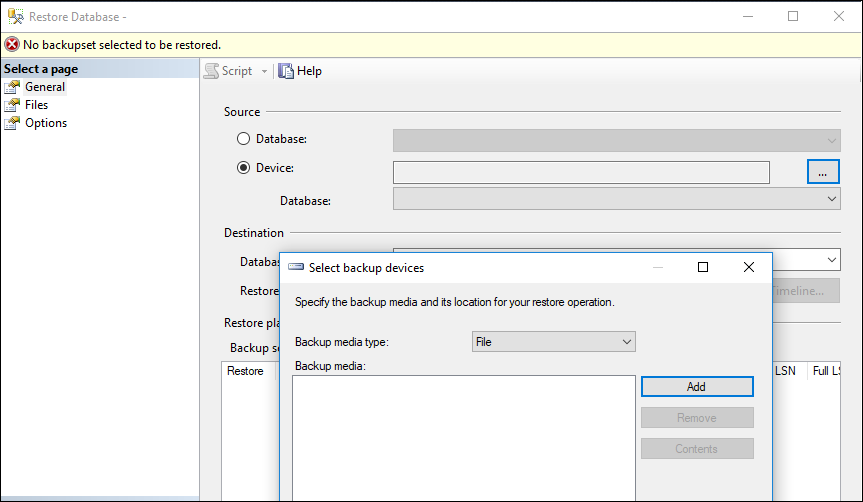 Restore Database -
No backupset selected to be restored.
Select a page
General
Files
Options
Script
Help
Source
Database:
Device:
...
Database:
Destination
Databas
Restore
Timeline...
Restore pla
Backup se
Restore
LSN
Full LS
Select backup devices
Specify the backup media and its location for your restore operation.
Backup media type:
File
Backup media:
Add
Remove
Contents